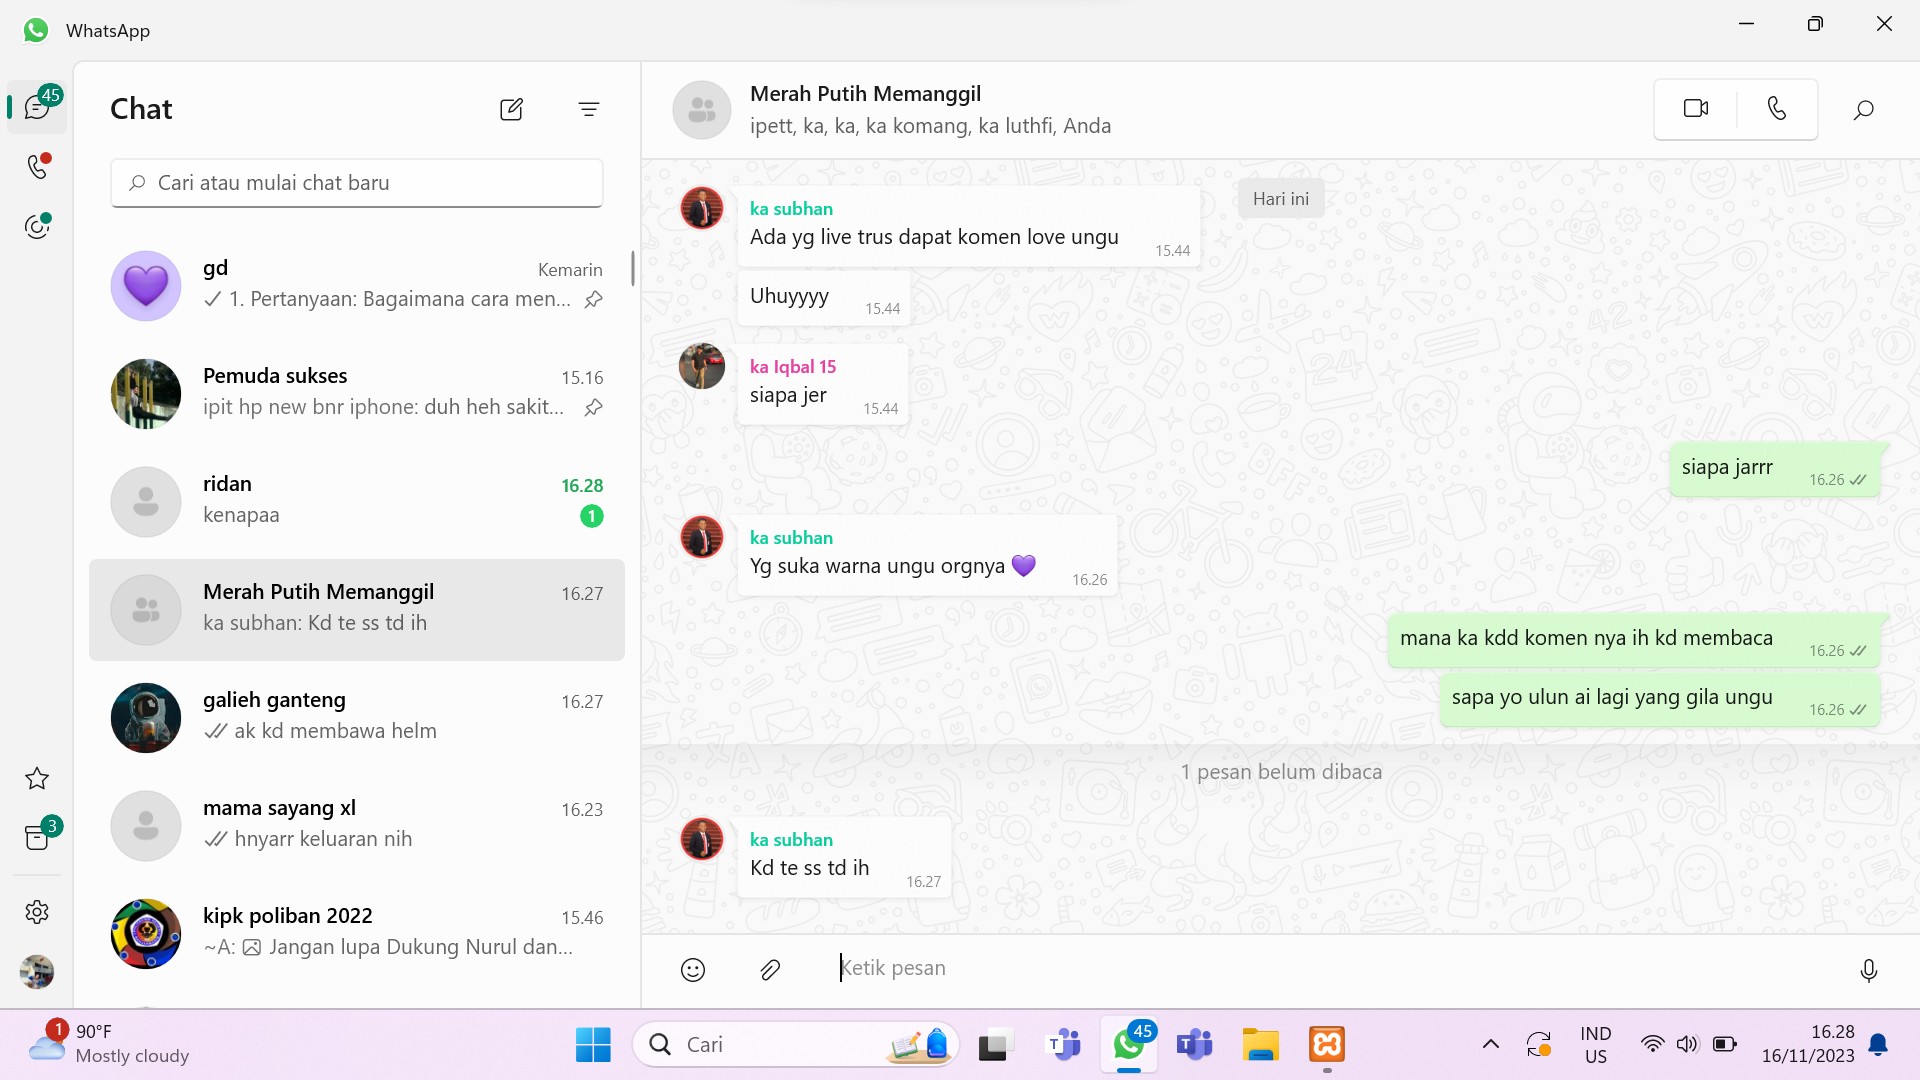 WhatsApp
45
Chat
Cari atau mulai chat baru
gd
Kemarin
1. Pertanyaan: Bagaimana cara men...
Pemuda sukses
15.16
ipit hp new bnr iphone: duh heh sakit...
ridan
16.28
kenapaa
1
Merah Putih Memanggil
16.27
ka subhan: Kd te ss td ih
galieh ganteng
16.27
ak kd membawa helm
mama sayang xl
16.23
hnyarr keluaran nih
3
kipk poliban 2022
15.46
~A: Jangan lupa Dukung Nurul dan...
Merah Putih Memanggil
ipett, ka, ka, ka komang, ka luthfi, Anda
Hari ini
ka subhan
Ada yg live trus dapat komen love ungu
15.44
Uhuyyyy
15.44
ka Iqbal 15
siapa jer
15.44
siapa jarrr
16.26
ka subhan
Yg suka warna ungu orgnya 💜
16.26
mana ka kdd komen nya ih kd membaca
16.26
sapa yo ulun ai lagi yang gila ungu
16.26
1 pesan belum dibaca
ka subhan
Kd te ss td ih
16.27
Ketik pesan
1
90°F
Mostly cloudy
Cari
T
45
T
IND
US
16.28
16/11/2023